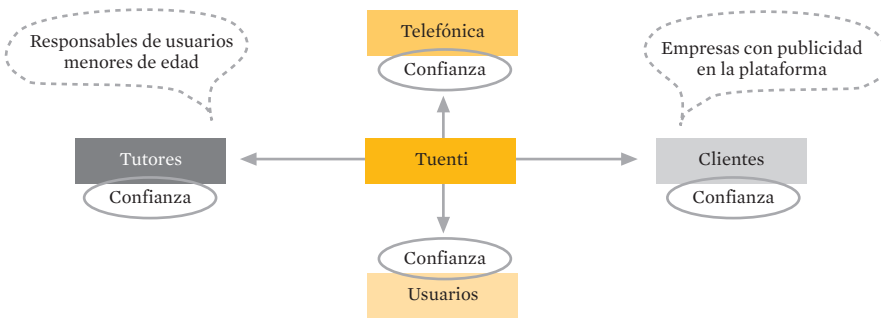 Responsables de usuarios
menores de edad
Telefónica
Confianza
Empresas con publicidad
en la plataforma
Tutores
Confianza
Tuenti
Clientes
Confianza
Confianza
Usuarios